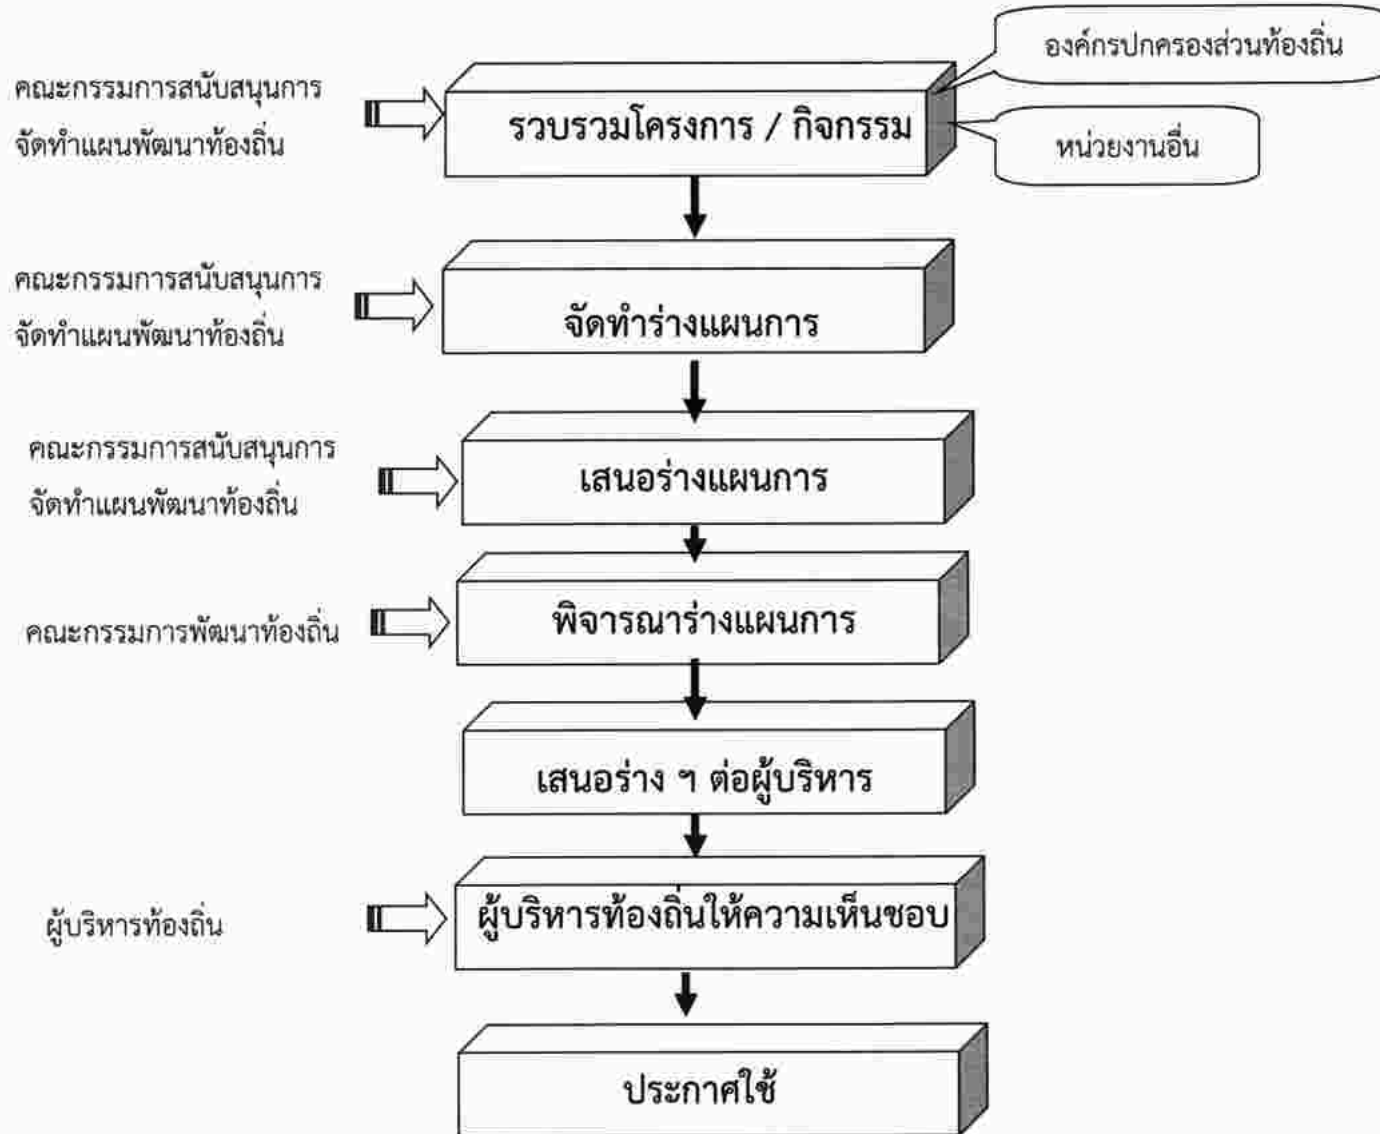 องค์กรปกครองส่วนท้องถิ่น
คณะกรรมการสนับสนุนการ
จัดทำแผนพัฒนาท้องถิ่น
รวบรวมโครงการ / กิจกรรม
หน่วยงานอื่น
คณะกรรมการสนับสนุนการ
จัดทำแผนพัฒนาท้องถิ่น
จัดทำร่างแผนการ
คณะกรรมการสนับสนุนการ
จัดทำแผนพัฒนาท้องถิ่น
เสนอร่างแผนการ
คณะกรรมการพัฒนาท้องถิ่น
พิจารณาร่างแผนการ
เสนอร่าง ฯ ต่อผู้บริหาร
ผู้บริหารท้องถิ่น
ผู้บริหารท้องถิ่นให้ความเห็นชอบ
ประกาศใช้